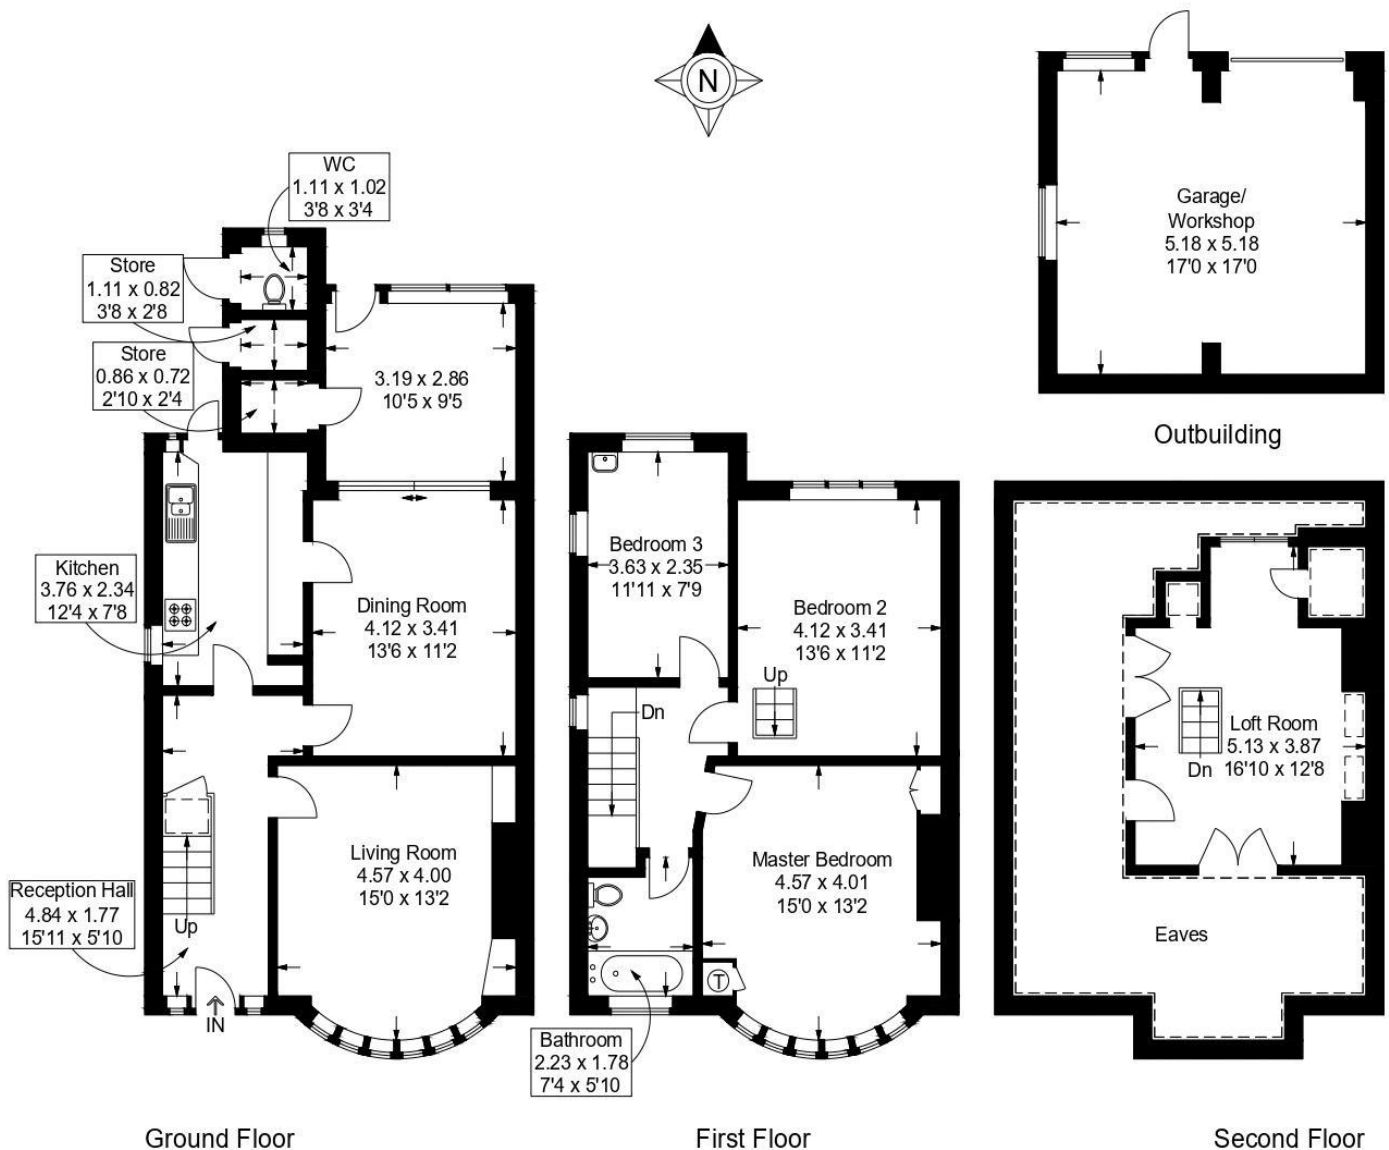 N
WC
1.11 x 1.02
3'8 x 3'4
Store
1.11 x 0.82
3'8 x 2'8
Store
0.86 x 0.72
2'10 x 2'4
3.19 x 2.86
10'5 x 9'5
Kitchen
3.76 x 2.34
12'4 x 7'8
Dining Room
4.12 x 3.41
13'6 x 11'2
Living Room
4.57 x 4.00
15'0 x 13'2
Reception Hall
4.84 x 1.77
15'11 x 5'10
Up
IN
Ground Floor
Bedroom 3
3.63 x 2.35
11'11 x 7'9
Bedroom 2
4.12 x 3.41
13'6 x 11'2
Up
Dn
Master Bedroom
4.57 x 4.01
15'0 x 13'2
T
Bathroom
2.23 x 1.78
7'4 x 5'10
First Floor
Garage/
Workshop
5.18 x 5.18
17'0 x 17'0
Outbuilding
Loft Room
5.13 x 3.87
16'10 x 12'8
Dn
Eaves
Second Floor